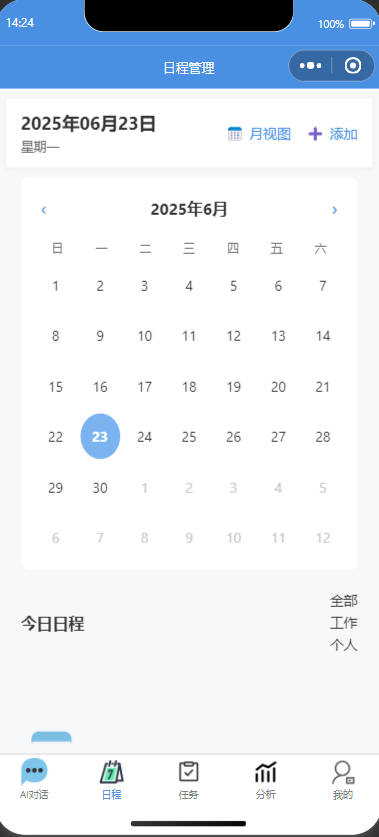 14:24
100%
日程管理
2025年06月23日
星期一
月视图
添加
‹ 2025年6月 ›
日 一 二 三 四 五 六
1 2 3 4 5 6 7
8 9 10 11 12 13 14
15 16 17 18 19 20 21
22 23 24 25 26 27 28
29 30 1 2 3 4 5
6 7 8 9 10 11 12
今日日程
全部
工作
个人
7
AI对话 日程 任务 分析 我的